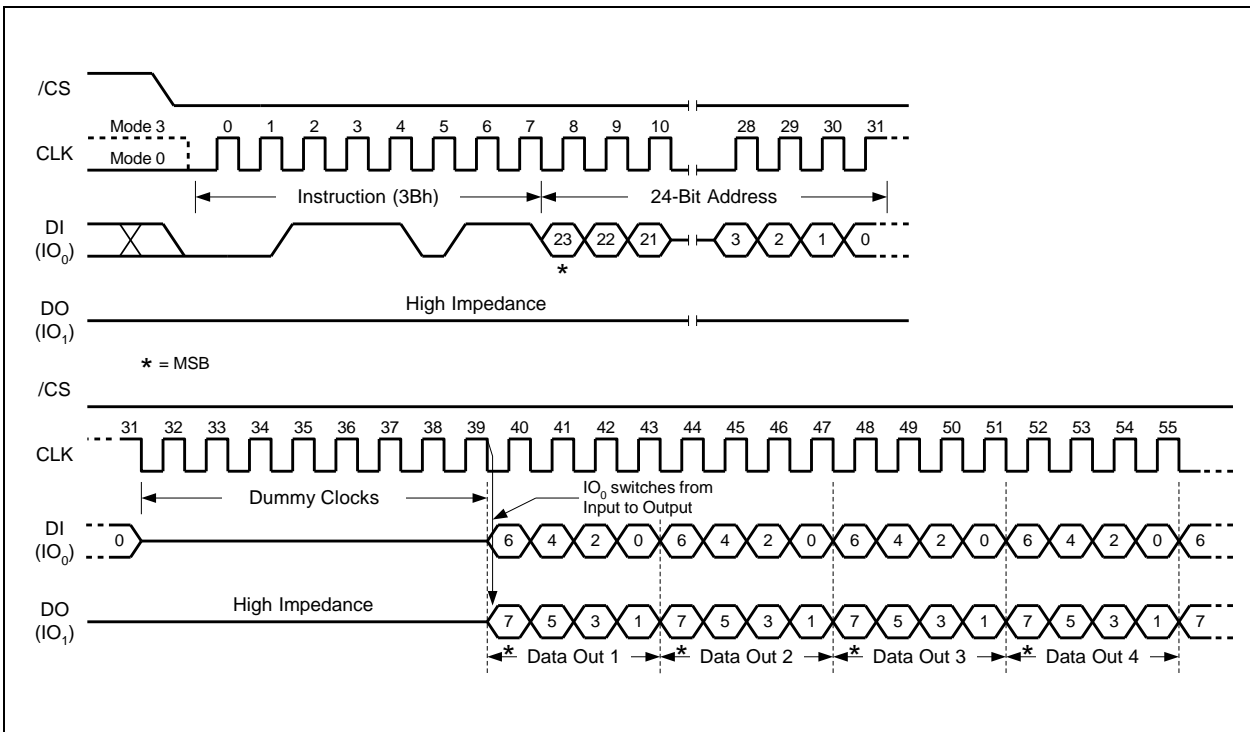 /CS
Mode 3 0 1 2 3 4 5 6 7 8 9 10 28 29 30 31
CLK Mode 0
Instruction (3Bh) 24-Bit Address
DI
(IO0) 23 22 21 3 2 1 0
*
High Impedance
DO
(IO1)
* = MSB
/CS
31 32 33 34 35 36 37 38 39 40 41 42 43 44 45 46 47 48 49 50 51 52 53 54 55
CLK
Dummy Clocks
IO0 switches from
Input to Output
DI
(IO0) 0 6 4 2 0 6 4 2 0 6 4 2 0 6 4 2 0 6
High Impedance
DO
(IO1) 7 5 3 1 7 5 3 1 7 5 3 1 7 5 3 1 7
* Data Out 1 * Data Out 2 * Data Out 3 * Data Out 4